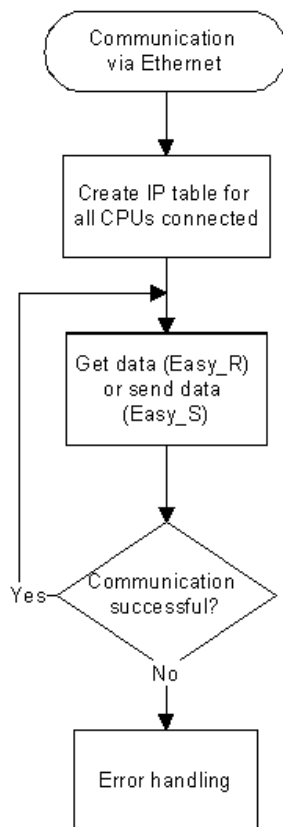 Communication
via Ethernet
Create IP table for
all CPUs connected
Get data (Easy_R)
or send data
(Easy_S)
Communication
successful?
Yes
No
Error handling